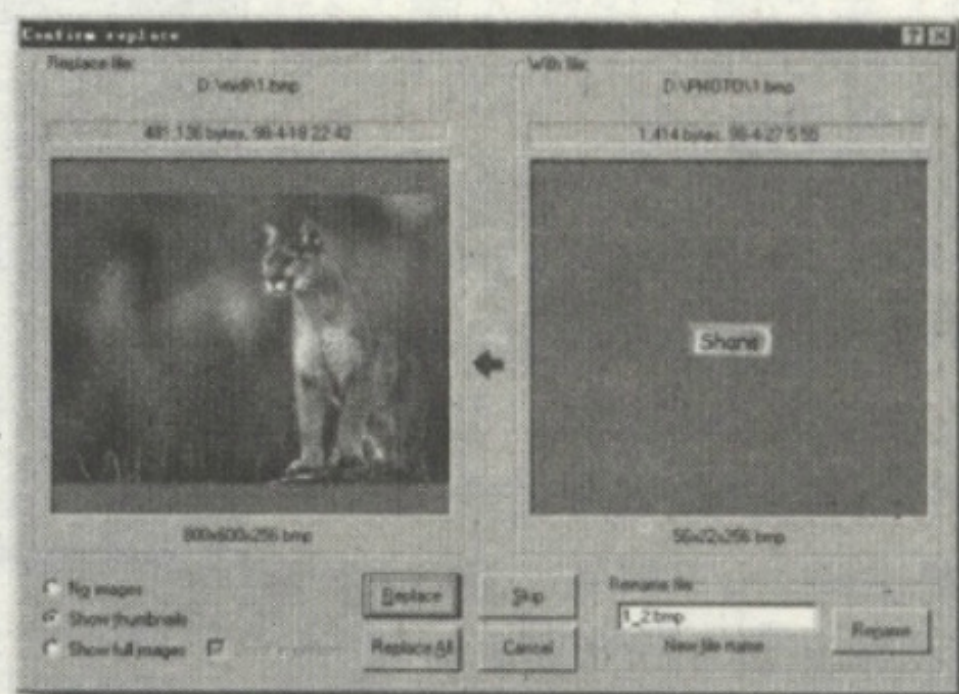 Confirm replace
Replace file:
D:\midi\1.bmp
481,136 bytes, 98-4-18 22:42
800x600x256 bmp
With file:
D:\PHOTO\1.bmp
1,414 bytes, 98-4-27 5:55
Share
56x22x256 bmp
No images
Show thumbnails
Show full images
Replace
Skip
Replace All
Cancel
Rename file
1_2.bmp
New file name
Rename